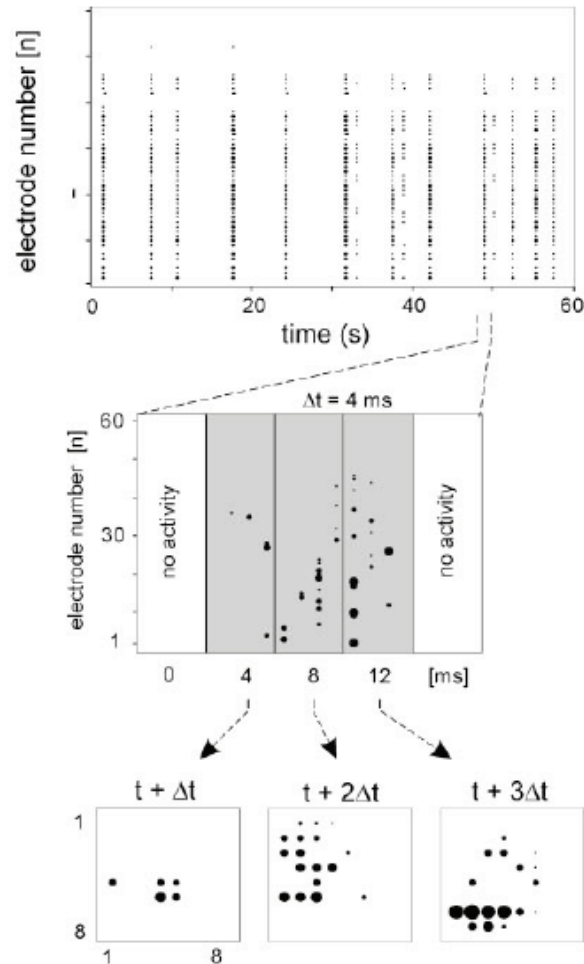 electrode number [n]
0 20 40 60
time (s)
Δt = 4 ms
electrode number [n]
60
30
1
no activity
no activity
0 4 8 12 [ms]
t + Δt t + 2Δt t + 3Δt
1
8
1 8